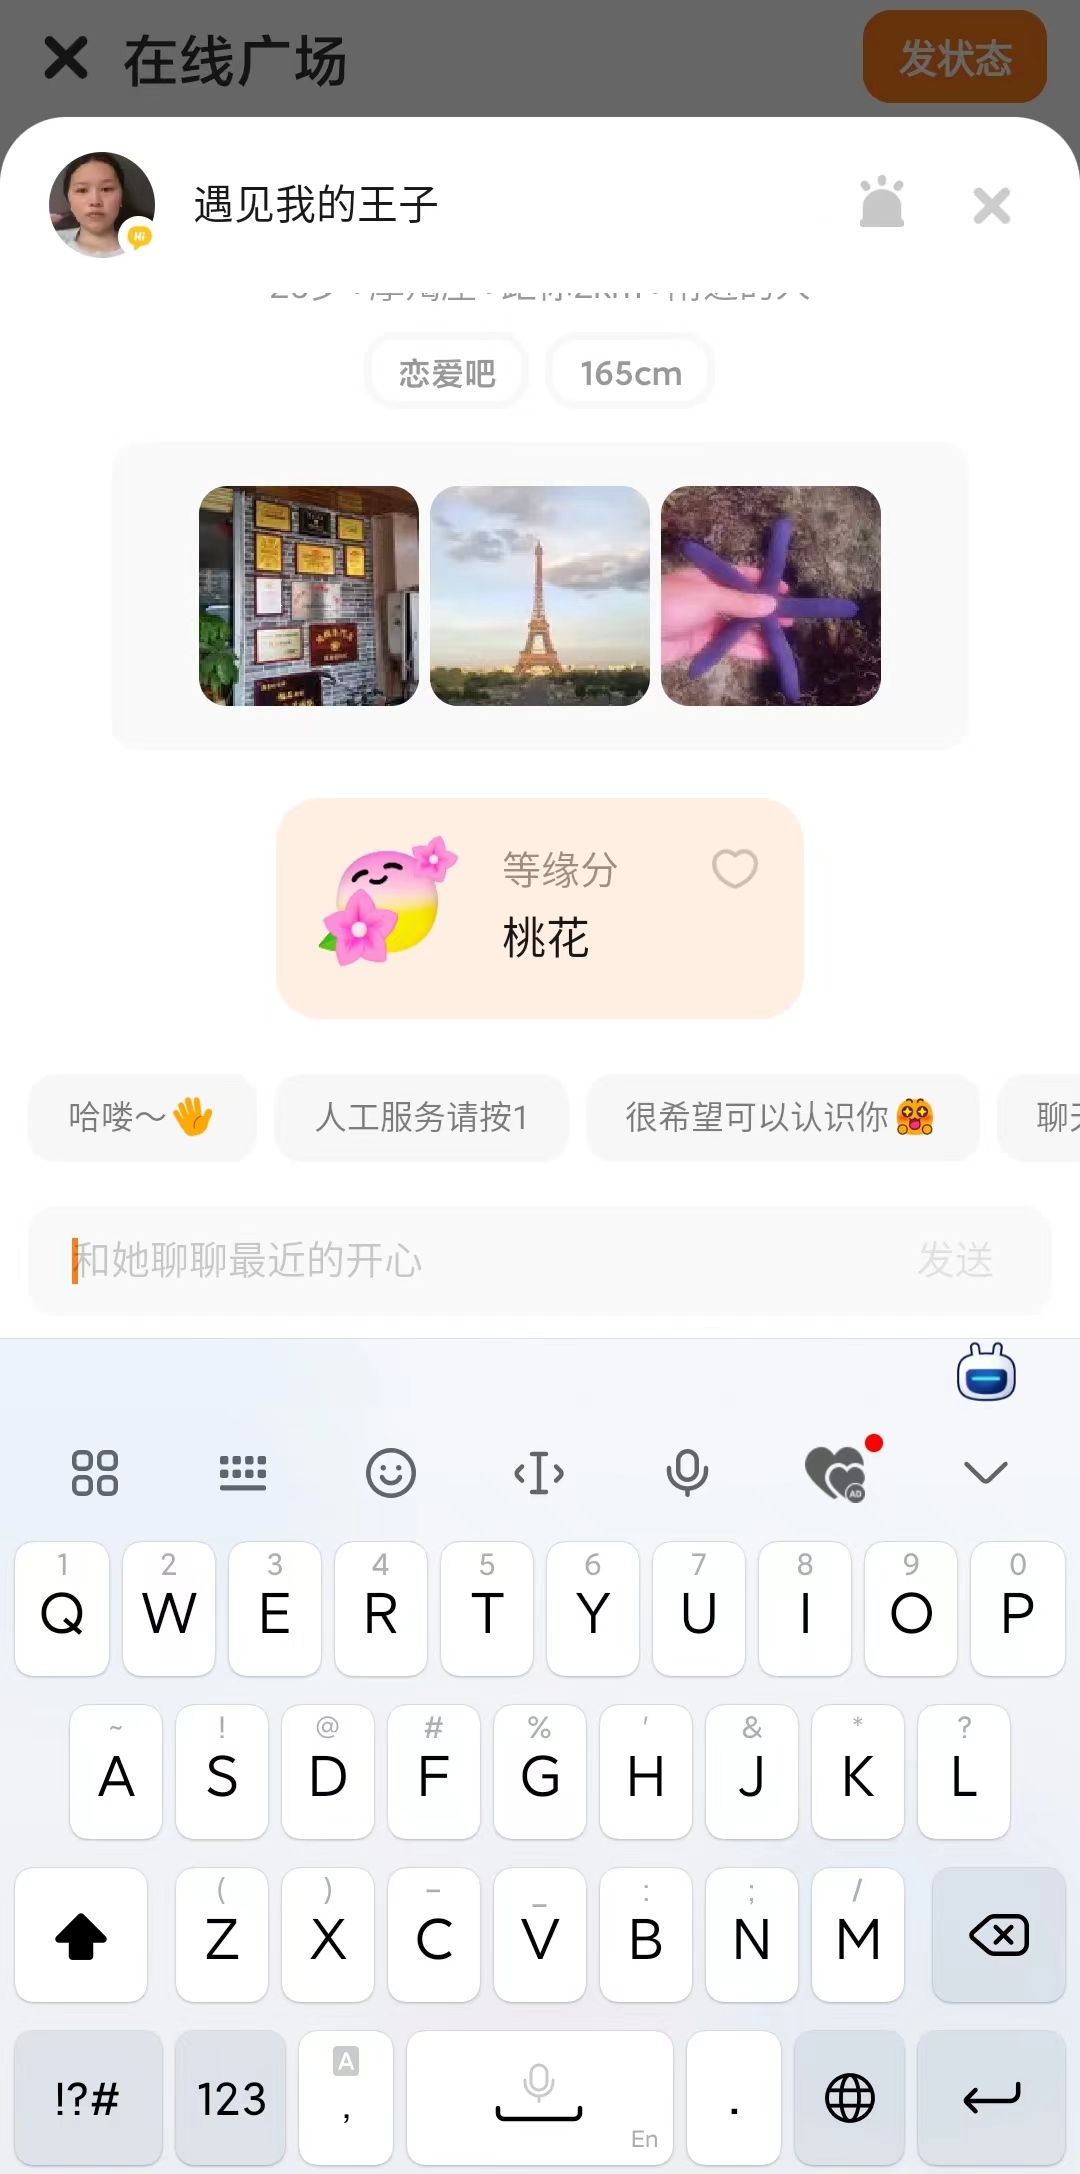 在线广场
发状态
Hi
遇见我的王子
恋爱吧
165cm
等缘分
桃花
哈喽～👋
人工服务请按1
很希望可以认识你🤩
聊
和她聊聊最近的开心
发送
AD
1 2 3 4 5 6 7 8 9 0
Q W E R T Y U I O P
~ ! @ # % ' & * ?
A S D F G H J K L
( ) – _ : ; /
Z X C V B N M
!?#
123
A
,
En
.